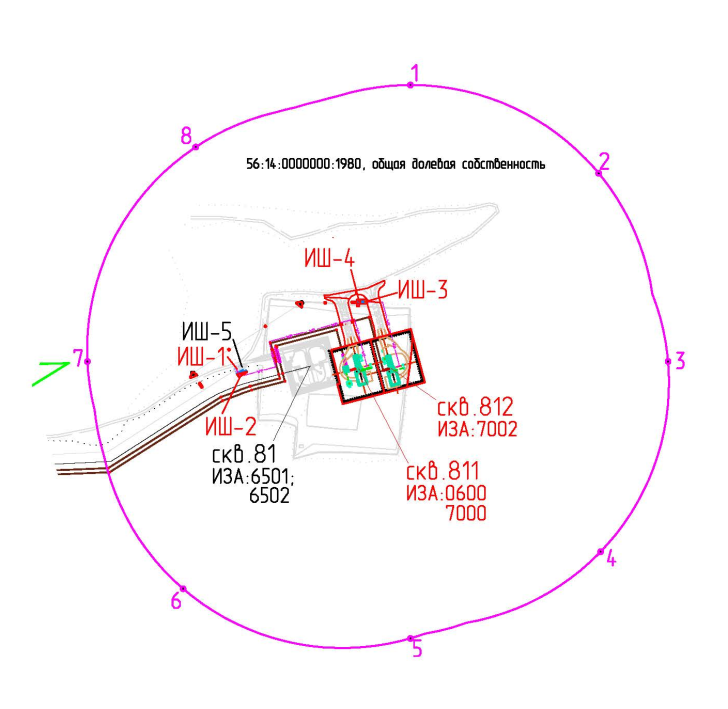 1
8
2
56:14:0000000:1980, общая долевая собственность
ИШ-4
ИШ-3
ИШ-5
ИШ-1
7
3
ИШ-2
скв.812
ИЗА:7002
скв.81
ИЗА:6501;
6502
скв.811
ИЗА:0600
7000
4
6
5